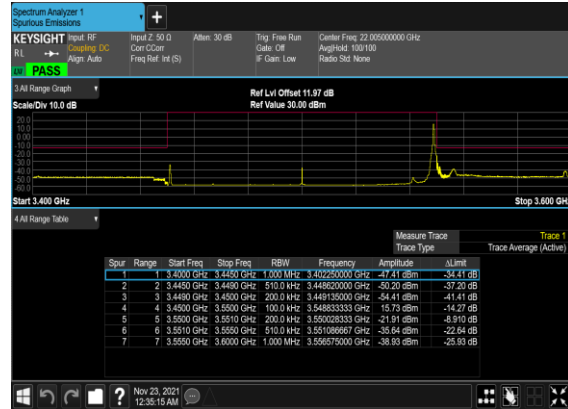 Spectrum Analyzer 1
Spurious Emissions
KEYSIGHT Input: RF Input Z: 50 Ω Atten: 30 dB Trig: Free Run Center Freq: 22.005000000 GHz
RL Coupling: DC Corr CCorr Gate: Off Avg|Hold: 100/100
Align: Auto Freq Ref: Int (S) IF Gain: Low Radio Std: None
PASS
3 All Range Graph
Ref Lvl Offset 11.97 dB
Scale/Div 10.0 dB Ref Value 30.00 dBm
20.0
10.0
0.00
-10.0
-20.0
-30.0
-40.0
-50.0
-60.0
Start 3.400 GHz Stop 3.600 GHz
4 All Range Table
Measure Trace Trace 1
Trace Type Trace Average (Active)
Spur Range Start Freq Stop Freq RBW Frequency Amplitude ΔLimit
1 1 3.4000 GHz 3.4450 GHz 1.000 MHz 3.402250000 GHz -47.41 dBm -34.41 dB
2 2 3.4450 GHz 3.4490 GHz 510.0 kHz 3.448620000 GHz -50.20 dBm -37.20 dB
3 3 3.4490 GHz 3.4500 GHz 200.0 kHz 3.449135000 GHz -54.41 dBm -41.41 dB
4 4 3.4500 GHz 3.5500 GHz 100.0 kHz 3.548833333 GHz 15.73 dBm -14.27 dB
5 5 3.5500 GHz 3.5510 GHz 200.0 kHz 3.550028333 GHz -21.91 dBm -8.910 dB
6 6 3.5510 GHz 3.5550 GHz 510.0 kHz 3.551086667 GHz -35.64 dBm -22.64 dB
7 7 3.5550 GHz 3.6000 GHz 1.000 MHz 3.556575000 GHz -38.93 dBm -25.93 dB
? Nov 23, 2021
12:35:15 AM